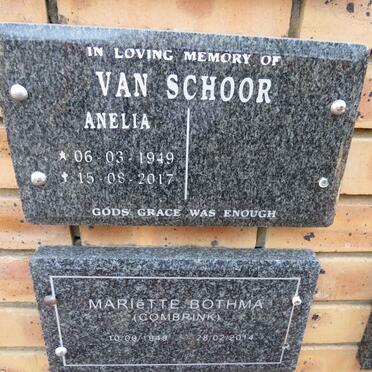 IN LOVING MEMORY OF
VAN SCHOOR
ANELIA
06-03-1949
15-08-2017
GODS GRACE WAS ENOUGH
MARIëTTE BOTHMA
(COMBRINK)
10/09/1948 28/02/2014